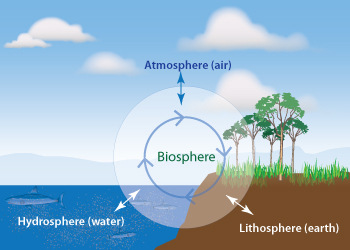 Atmosphere (air)
Biosphere
Hydrosphere (water)
Lithosphere (earth)